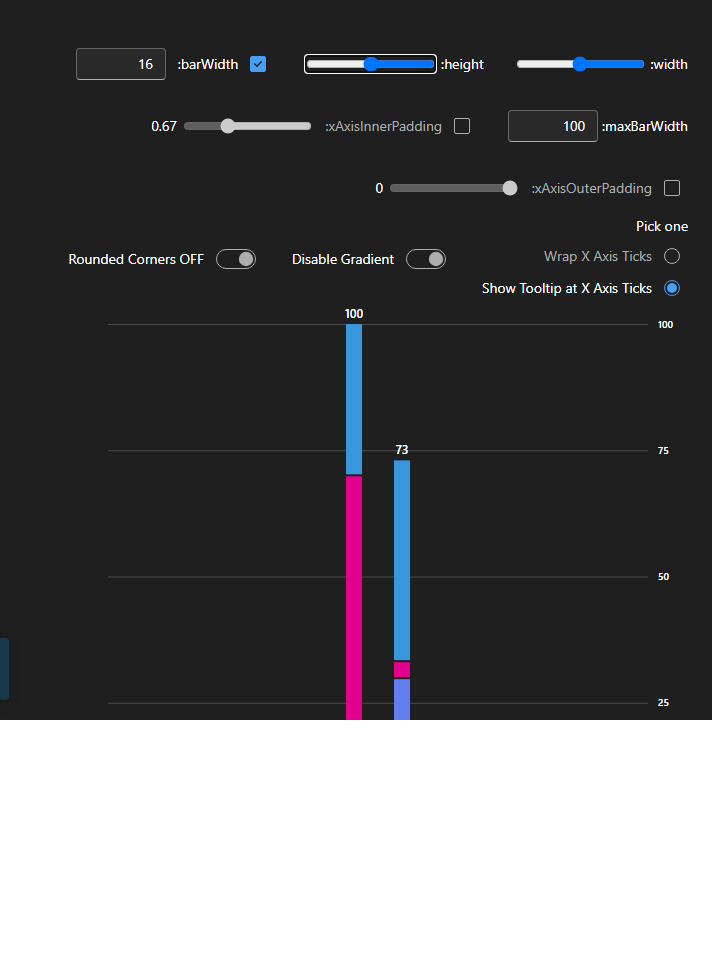 16 :barWidth :height :width
0.67 :xAxisInnerPadding 100 :maxBarWidth
0 :xAxisOuterPadding
Pick one
Rounded Corners OFF Disable Gradient Wrap X Axis Ticks
Show Tooltip at X Axis Ticks
100
100
75
73
50
25